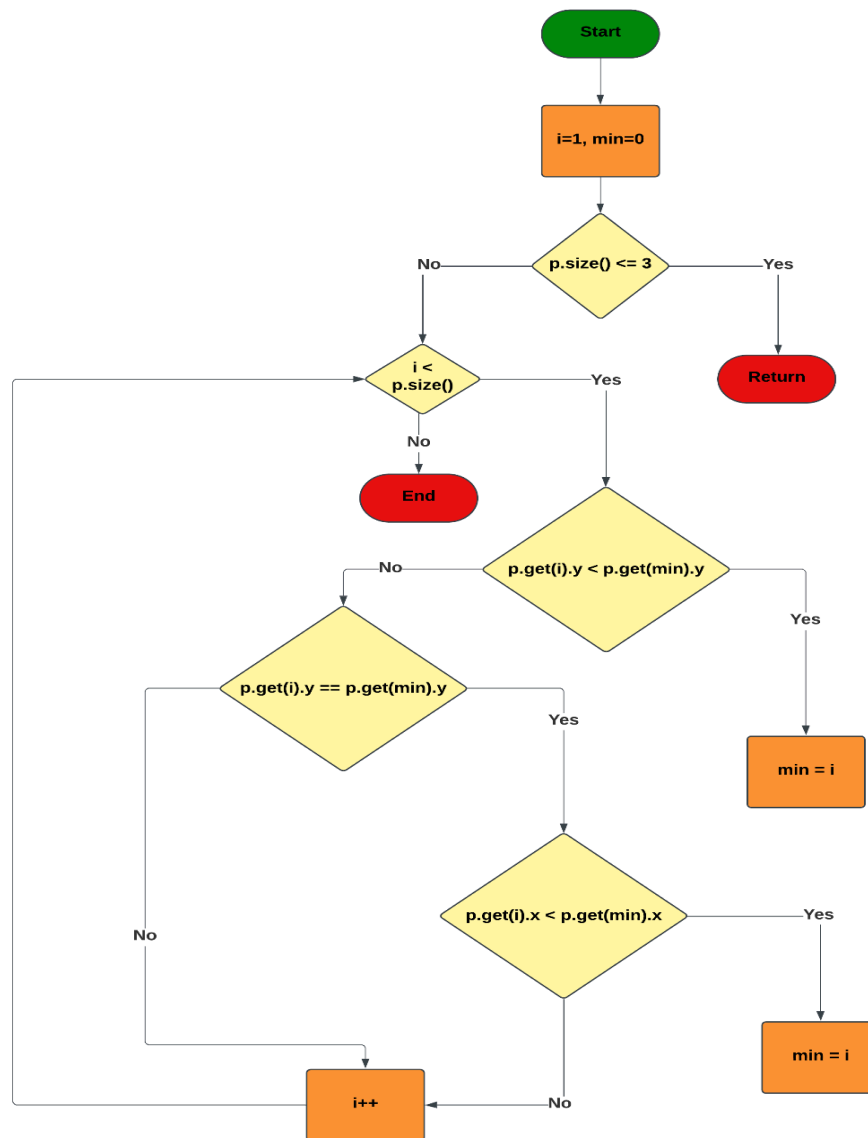 Start
i=1, min=0
p.size() <= 3
No
Yes
i <
p.size()
Return
Yes
No
End
p.get(i).y < p.get(min).y
No
Yes
p.get(i).y == p.get(min).y
Yes
min = i
p.get(i).x < p.get(min).x
Yes
No
min = i
i++
No